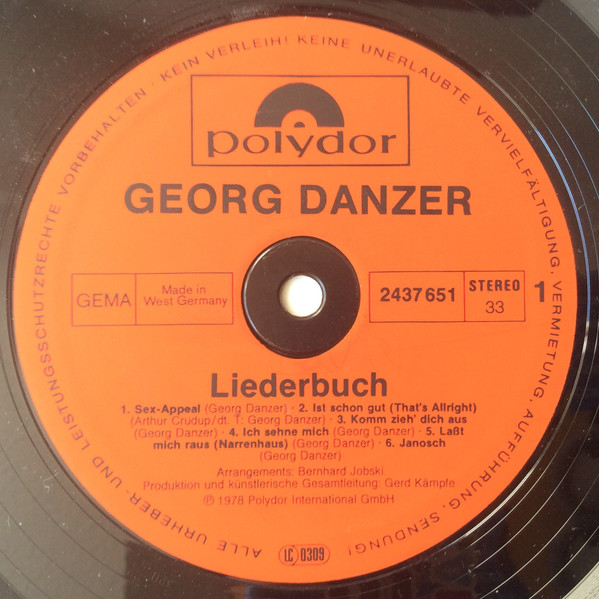 ALLE URHEBER- UND LEISTUNGSSCHUTZRECHTE VORBEHALTEN · KEIN VERLEIH! KEINE UNERLAUBTE VERVIELFÄLTIGUNG, VERMIETUNG, AUFFÜHRUNG, SENDUNG!
polydor
GEORG DANZER
GEMA
Made in
West Germany
2437651
STEREO
33
1
Liederbuch
1. Sex-Appeal (Georg Danzer) · 2. Ist schon gut (That's Allright)
(Arthur Crudup/dt. T: Georg Danzer) · 3. Komm zieh' dich aus
(Georg Danzer) · 4. Ich sehne mich (Georg Danzer) · 5. Laßt
mich raus (Narrenhaus) (Georg Danzer) · 6. Janosch
(Georg Danzer)
Arrangements: Bernhard Jobski
Produktion und künstlerische Gesamtleitung: Gerd Kämpfe
℗ 1978 Polydor International GmbH
LC 0309